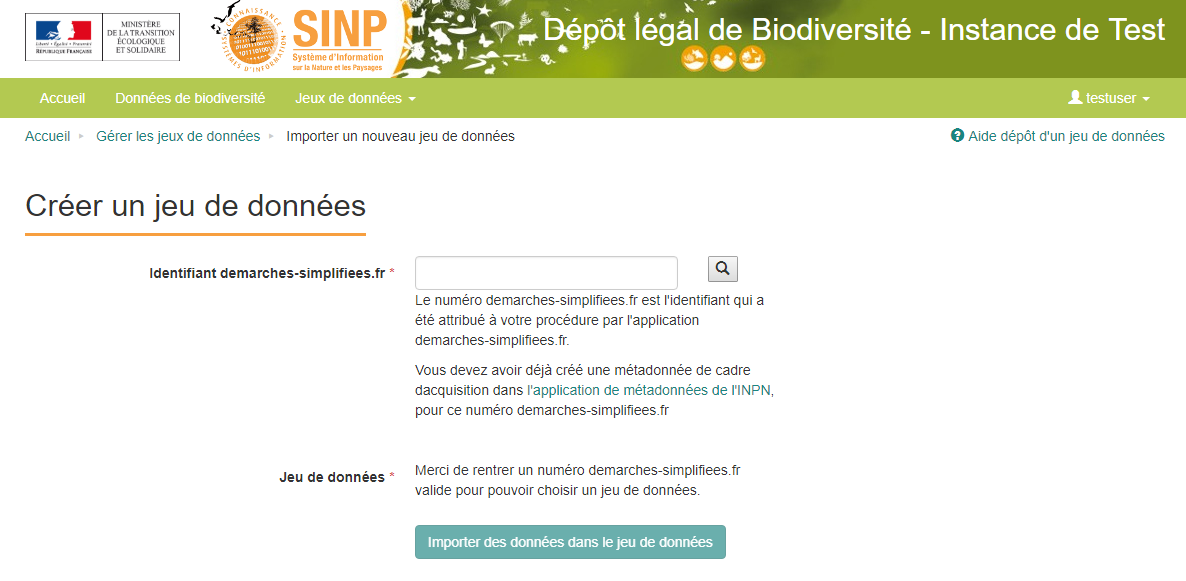 MINISTÈRE
DE LA TRANSITION
ÉCOLOGIQUE
ET SOLIDAIRE
Liberté • Égalité • Fraternité
RÉPUBLIQUE FRANÇAISE
CONNAISSANCE
SYSTÈMES D'INFORMATION
SINP
Système d'Information
sur la Nature et les Paysages
Dépôt légal de Biodiversité - Instance de Test
Accueil Données de biodiversité Jeux de données testuser
Accueil Gérer les jeux de données Importer un nouveau jeu de données Aide dépôt d'un jeu de données
Créer un jeu de données
Identifiant demarches-simplifiees.fr *
Le numéro demarches-simplifiees.fr est l'identifiant qui a
été attribué à votre procédure par l'application
demarches-simplifiees.fr.
Vous devez avoir déjà créé une métadonnée de cadre
dacquisition dans l'application de métadonnées de l'INPN,
pour ce numéro demarches-simplifiees.fr
Jeu de données *
Merci de rentrer un numéro demarches-simplifiees.fr
valide pour pouvoir choisir un jeu de données.
Importer des données dans le jeu de données